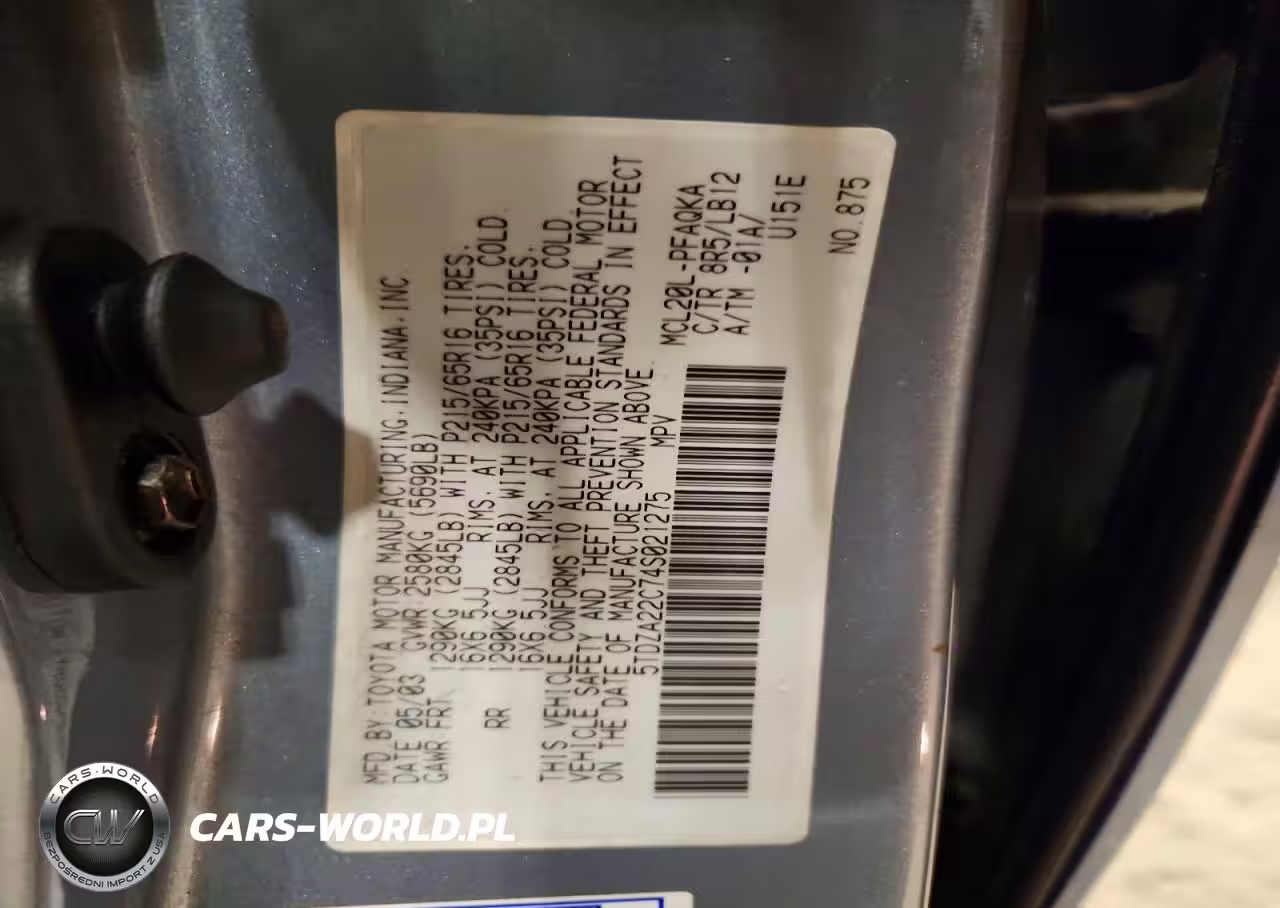 MFD.BY:TOYOTA MOTOR MANUFACTURING,INDIANA,INC.
DATE 05/03 GVWR 2580KG (5690LB)
GAWR:FRT. 1290KG (2845LB) WITH P215/65R16 TIRES,
16X6.5JJ RIMS, AT 240KPA (35PSI) COLD.
RR 1290KG (2845LB) WITH P215/65R16 TIRES,
16X6.5JJ RIMS, AT 240KPA (35PSI) COLD.
THIS VEHICLE CONFORMS TO ALL APPLICABLE FEDERAL MOTOR
VEHICLE SAFETY AND THEFT PREVENTION STANDARDS IN EFFECT
ON THE DATE OF MANUFACTURE SHOWN ABOVE.
5TDZA22C74S021275 MPV
MCL20L-PFAQKA
C/TR 8R5/LB12
A/TM -01A/
U151E
NO.875
CARS-WORLD
CW
BEZPOŚREDNI IMPORT Z USA
CARS-WORLD.PL